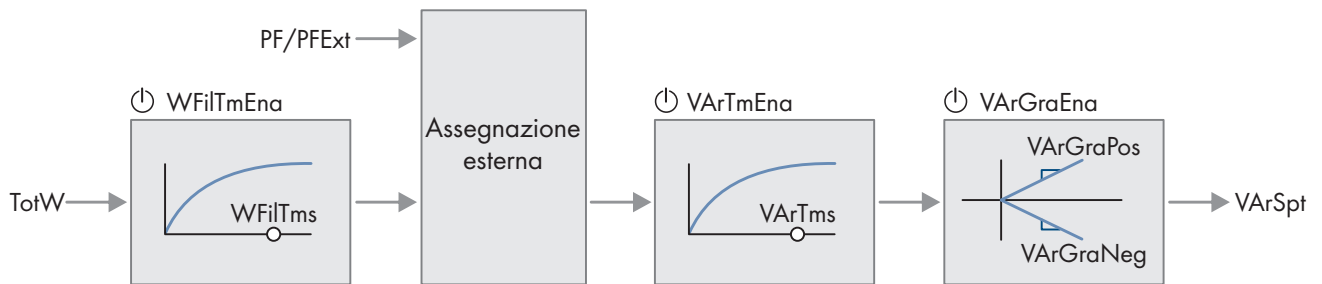 PF/PFExt
WFilTmEna
VArTmEna
VArGraEna
Assegnazione
esterna
VArGraPos
TotW
WFilTms
VArTms
VArSpt
VArGraNeg